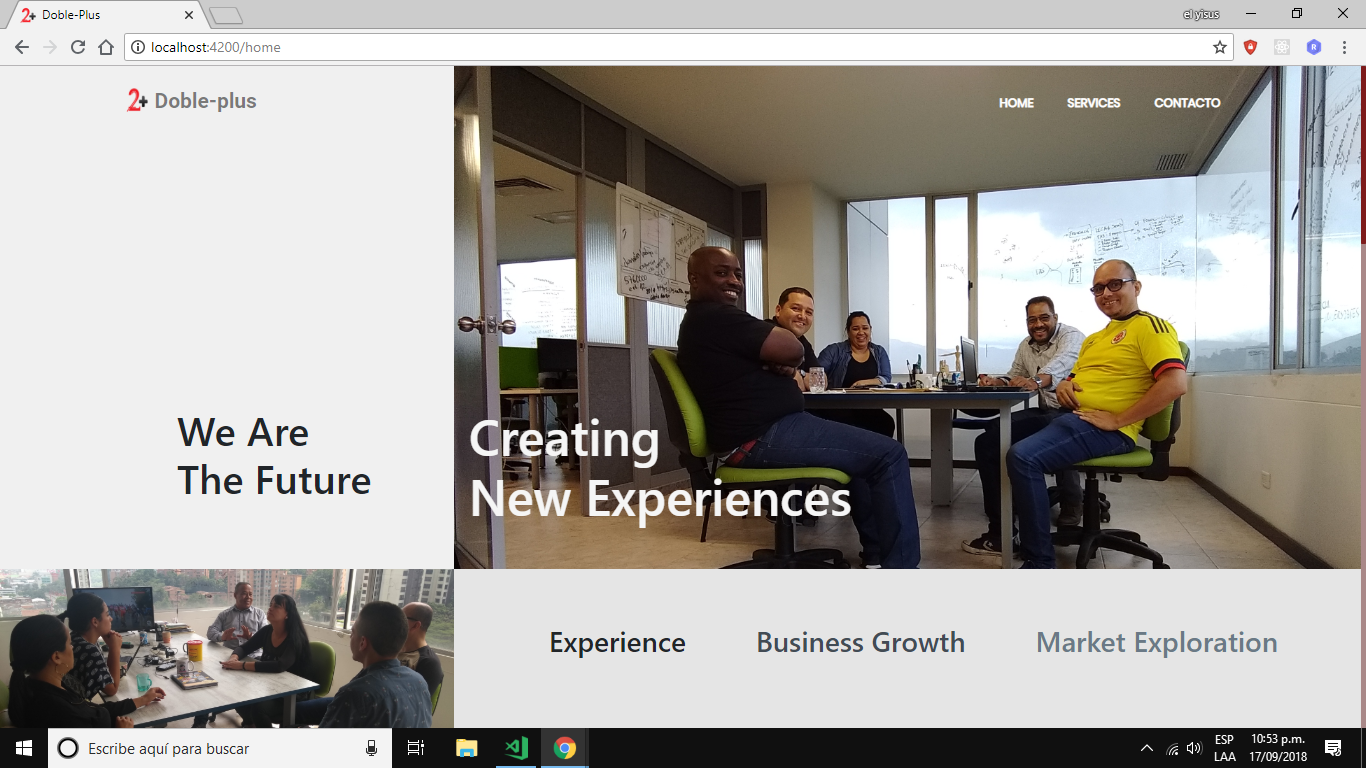 Doble-Plus
el yisus
localhost:4200/home
2+ Doble-plus
HOME SERVICES CONTACTO
We Are
The Future
Creating
New Experiences
Experience Business Growth Market Exploration
Escribe aquí para buscar
ESP
LAA
10:53 p.m.
17/09/2018